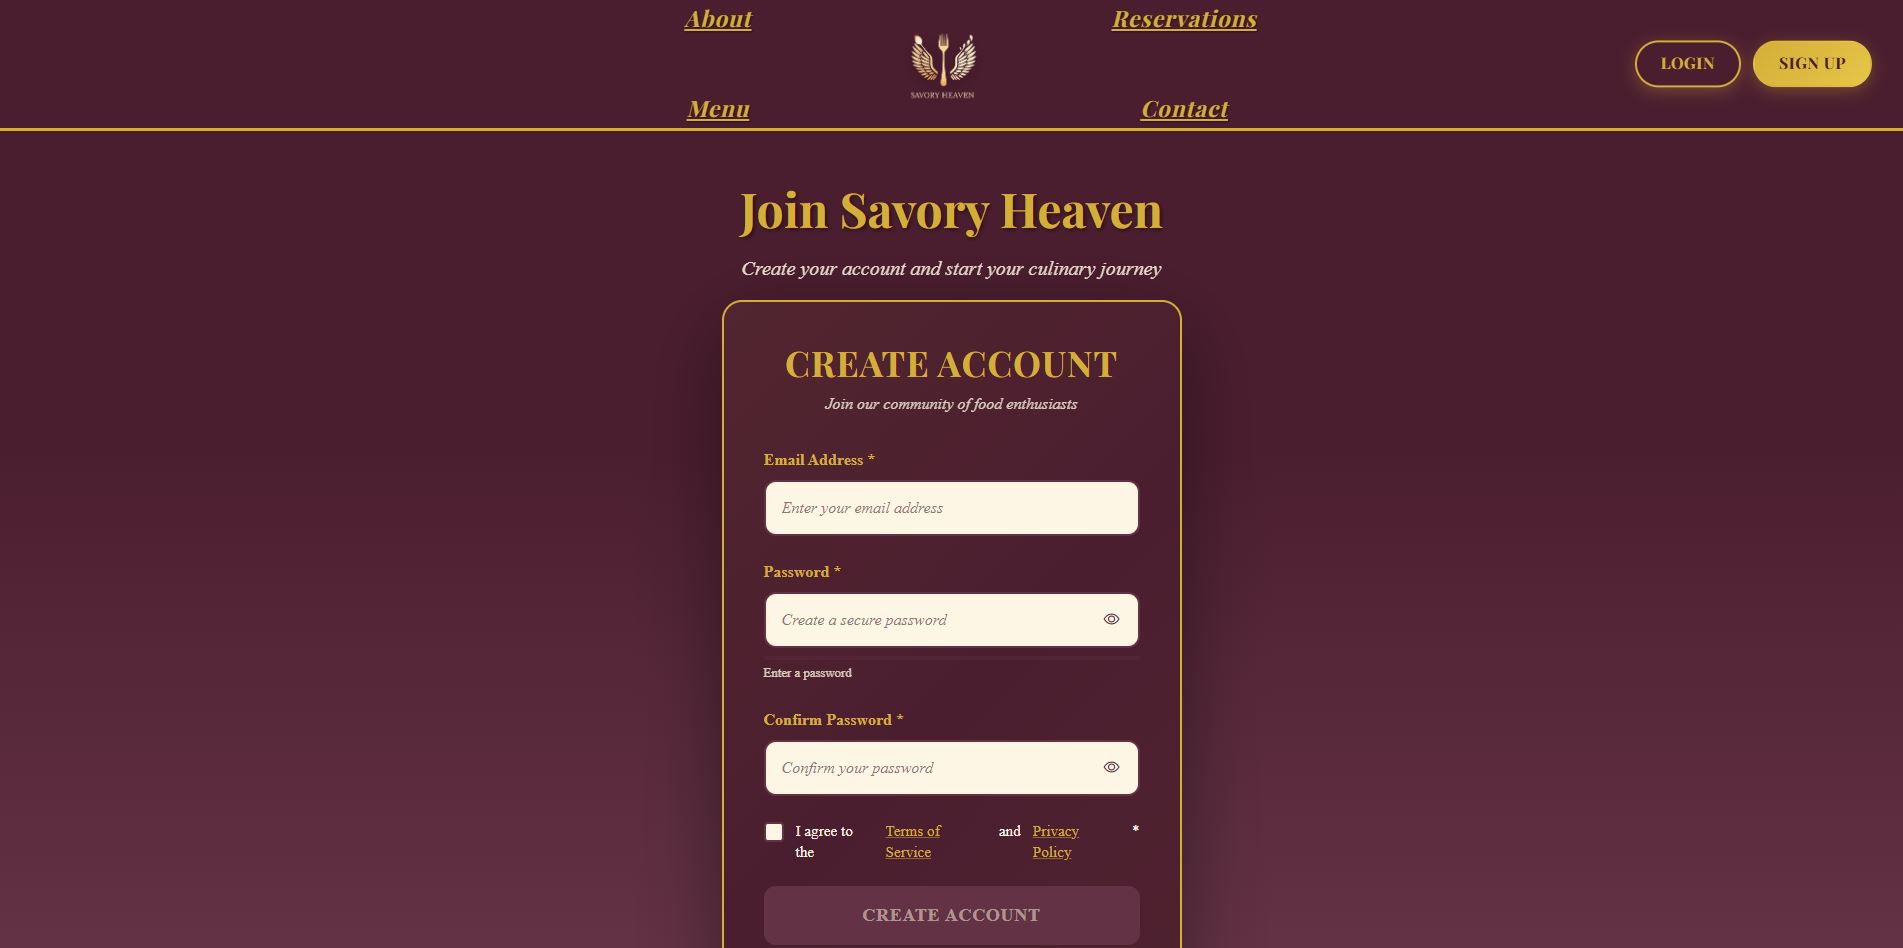 About
Reservations
SAVORY HEAVEN
LOGIN
SIGN UP
Menu
Contact
Join Savory Heaven
Create your account and start your culinary journey
CREATE ACCOUNT
Join our community of food enthusiasts
Email Address *
Enter your email address
Password *
Create a secure password
Enter a password
Confirm Password *
Confirm your password
I agree to the
Terms of Service
and
Privacy Policy
*
CREATE ACCOUNT